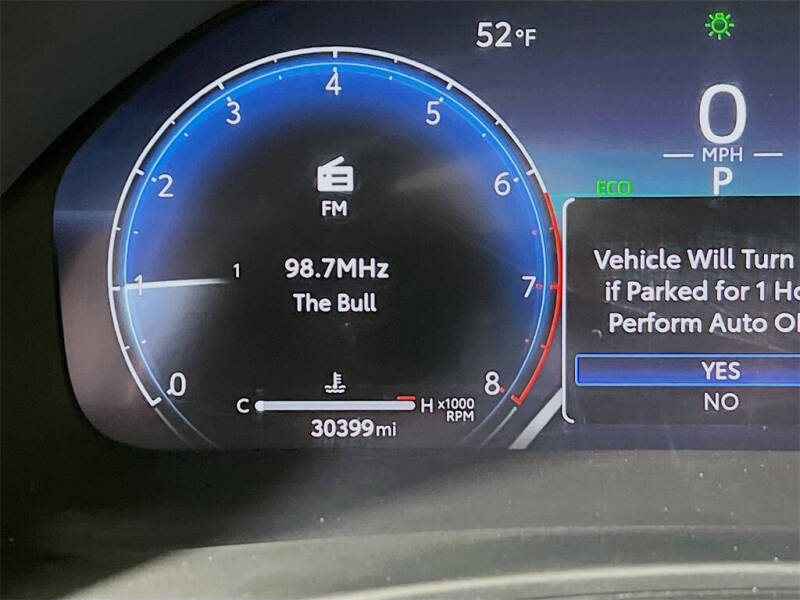 52°F
0
MPH
P
ECO
0
1
2
3
4
5
6
7
8
FM
1
98.7MHz
The Bull
C
H
x1000
RPM
30399mi
Vehicle Will Turn
if Parked for 1
Perform Auto
YES
NO